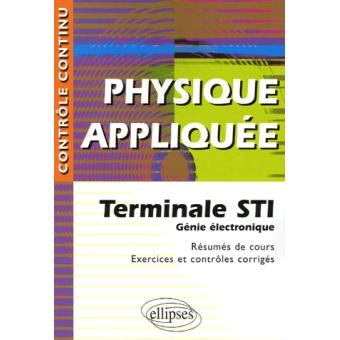 CONTRÔLE CONTINU
PHYSIQUE
APPLIQUÉE
Terminale STI
Génie électronique
Résumés de cours
Exercices et contrôles corrigés
ellipses